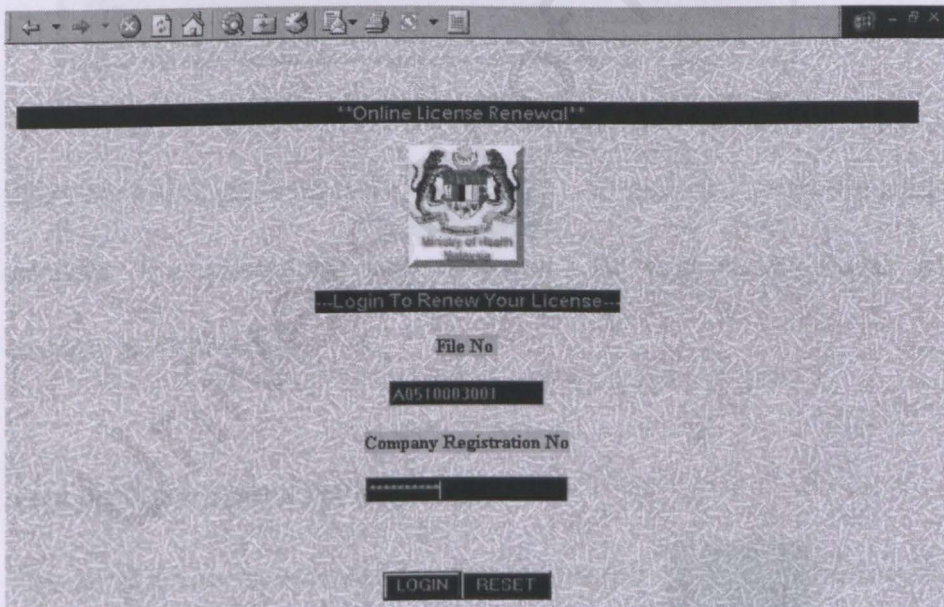 **Online License Renewal**
Ministry of Health
Malaysia
---Login To Renew Your License---
File No
A0510003001
Company Registration No
**********
LOGIN RESET